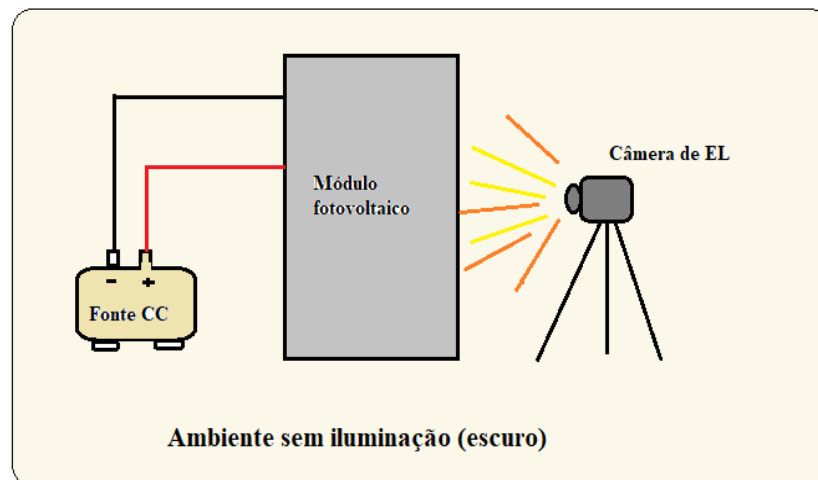 Câmera de EL
Módulo
fotovoltaico
- +
Fonte CC
Ambiente sem iluminação (escuro)